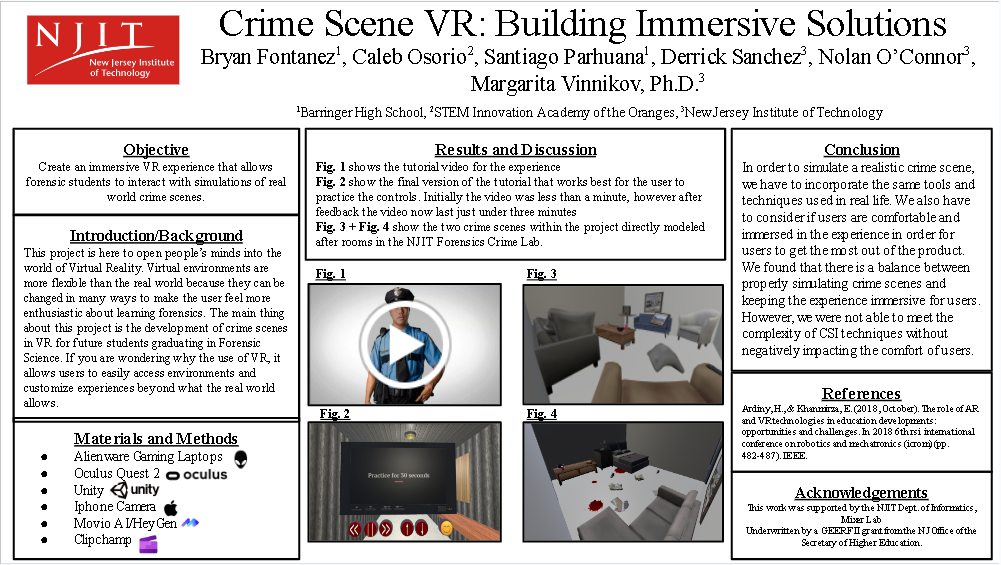 NJIT
New Jersey Institute
of Technology
Crime Scene VR: Building Immersive Solutions
Bryan Fontanez1, Caleb Osorio2, Santiago Parhuana1, Derrick Sanchez3, Nolan O'Connor3,
Margarita Vinnikov, Ph.D.3
1Barringer High School, 2STEM Innovation Academy of the Oranges, 3New Jersey Institute of Technology
Objective
Create an immersive VR experience that allows
forensic students to interact with simulations of real
world crime scenes.
Introduction/Background
This project is here to open people's minds into the
world of Virtual Reality. Virtual environments are
more flexible than the real world because they can be
changed in many ways to make the user feel more
enthusiastic about learning forensics. The main thing
about this project is the development of crime scenes
in VR for future students graduating in Forensic
Science. If you are wondering why the use of VR, it
allows users to easily access environments and
customize experiences beyond what the real world
allows.
Materials and Methods
● Alienware Gaming Laptops
● Oculus Quest 2 oculus
● Unity unity
● Iphone Camera
● Movio AI/HeyGen
● Clipchamp
Results and Discussion
Fig. 1 shows the tutorial video for the experience
Fig. 2 show the final version of the tutorial that works best for the user to
practice the controls. Initially the video was less than a minute, however after
feedback the video now last just under three minutes
Fig. 3 + Fig. 4 show the two crime scenes within the project directly modeled
after rooms in the NJIT Forensics Crime Lab.
Fig. 1
Fig. 3
Fig. 2
Practice for 30 seconds
Fig. 4
Conclusion
In order to simulate a realistic crime scene,
we have to incorporate the same tools and
techniques used in real life. We also have
to consider if users are comfortable and
immersed in the experience in order for
users to get the most out of the product.
We found that there is a balance between
properly simulating crime scenes and
keeping the experience immersive for users.
However, we were not able to meet the
complexity of CSI techniques without
negatively impacting the comfort of users.
References
Ardiny, H., & Khanmirza, E. (2018, October). The role of AR
and VR technologies in education developments:
opportunities and challenges. In 2018 6th rsi international
conference on robotics and mechatronics (icrom) (pp.
482-487). IEEE.
Acknowledgements
This work was supported by the NJIT Dept. of Informatics,
Mixer Lab
Underwritten by a GEERF II grant from the NJ Office of the
Secretary of Higher Education.